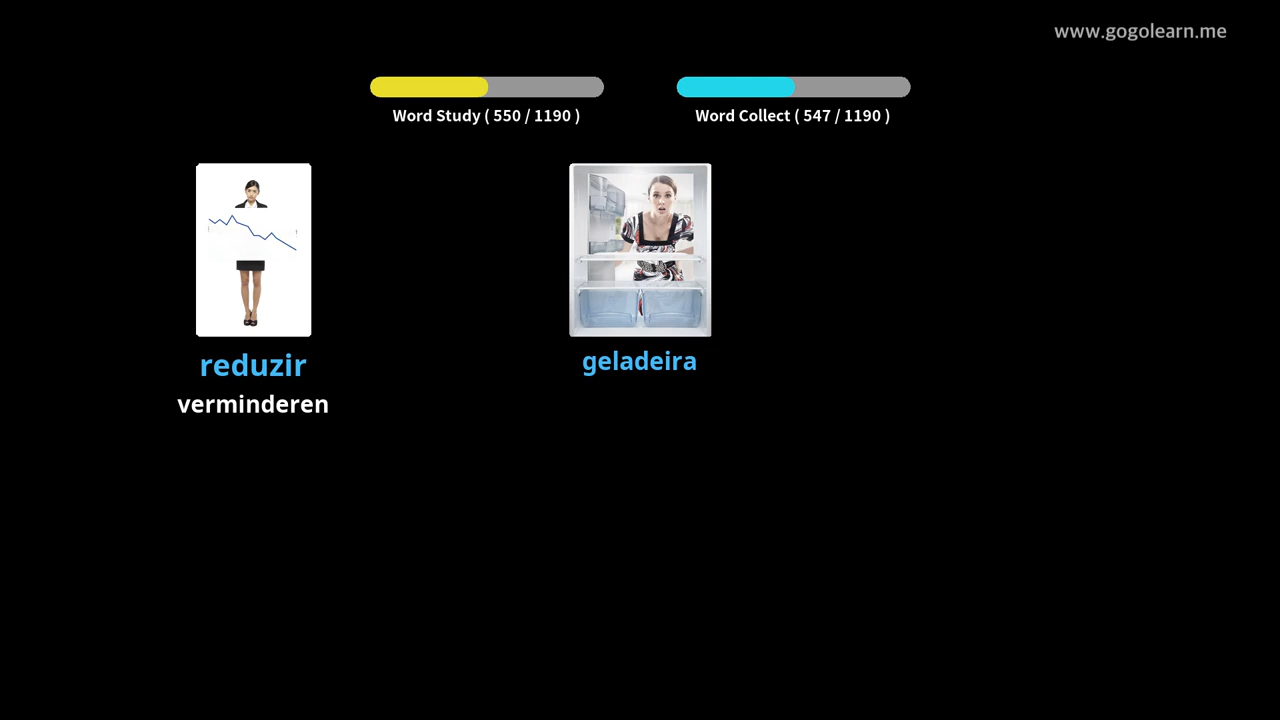 www.gogolearn.me
Word Study ( 550 / 1190 )
Word Collect ( 547 / 1190 )
reduzir
verminderen
geladeira